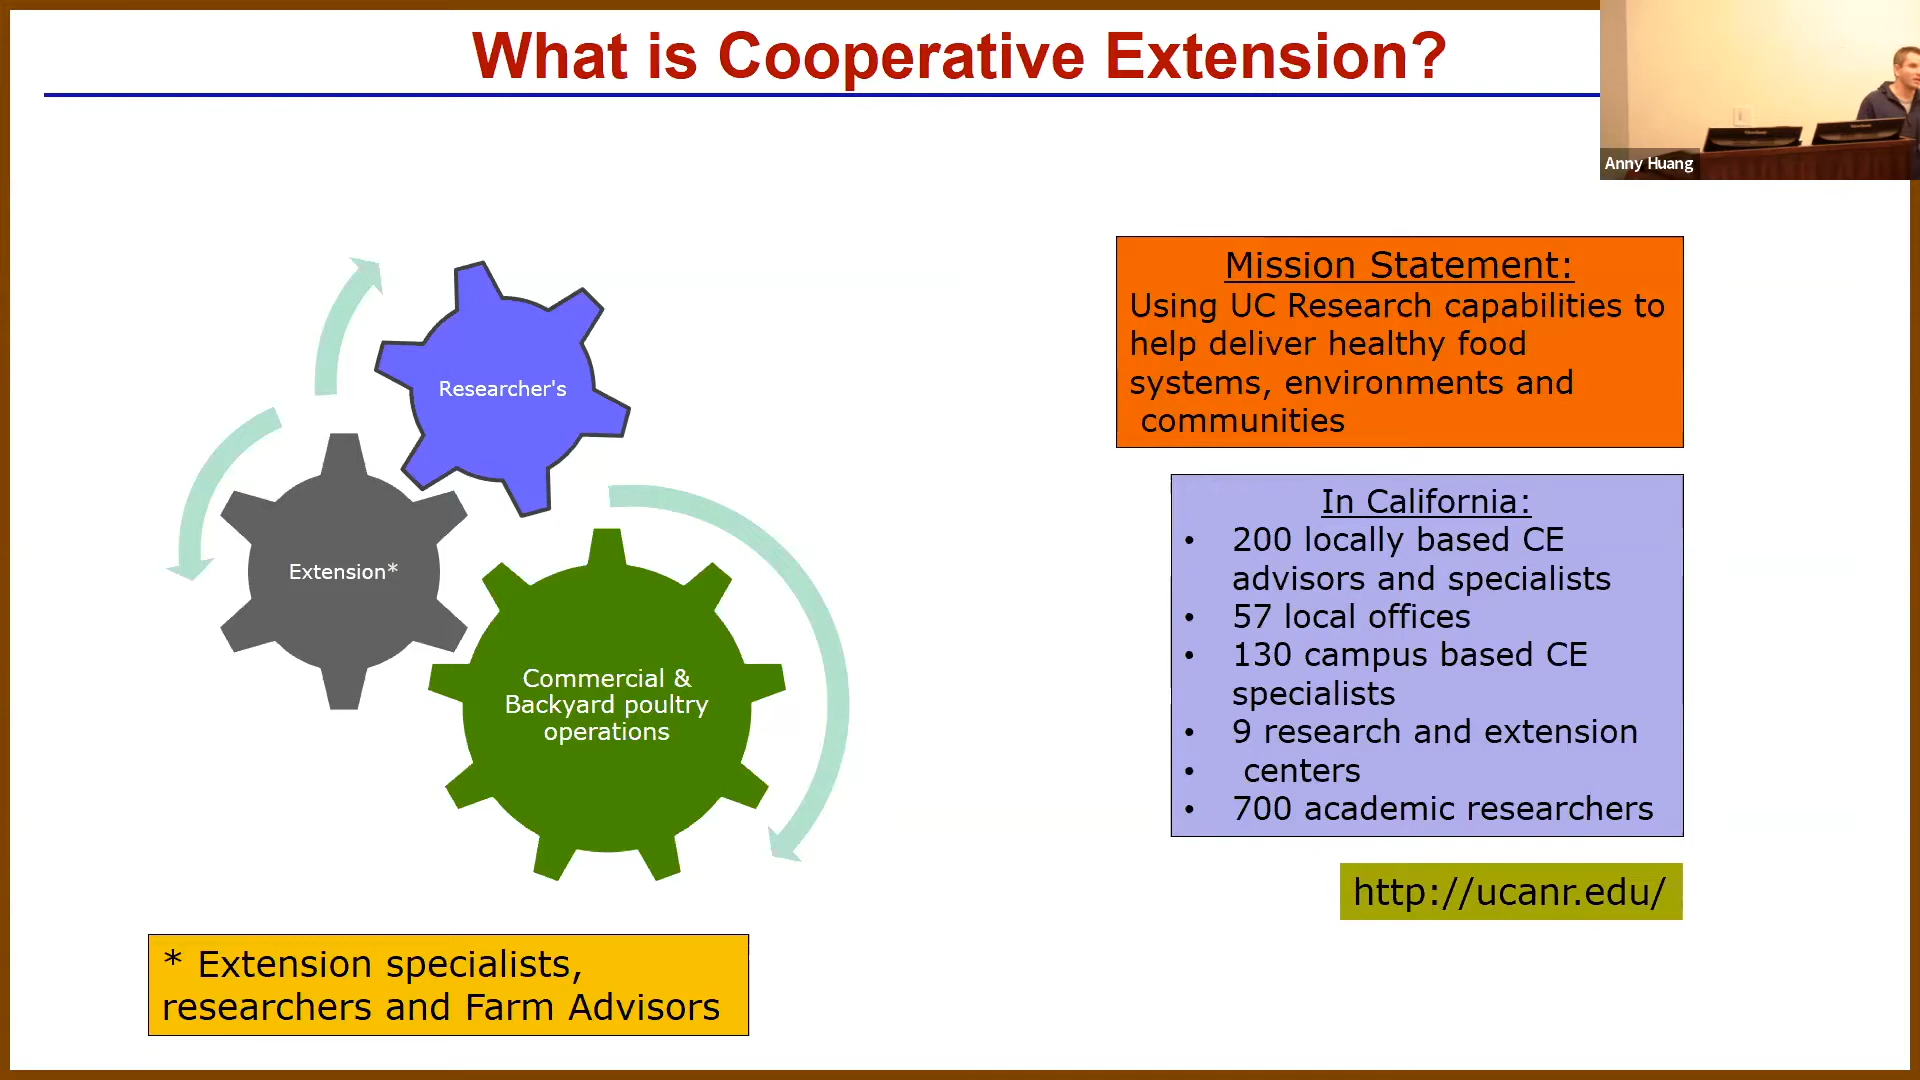 What is Cooperative Extension?
Anny Huang
Researcher's
Extension*
Commercial &
Backyard poultry
operations
* Extension specialists,
researchers and Farm Advisors
Mission Statement:
Using UC Research capabilities to
help deliver healthy food
systems, environments and
communities
In California:
• 200 locally based CE
advisors and specialists
• 57 local offices
• 130 campus based CE
specialists
• 9 research and extension
• centers
• 700 academic researchers
http://ucanr.edu/